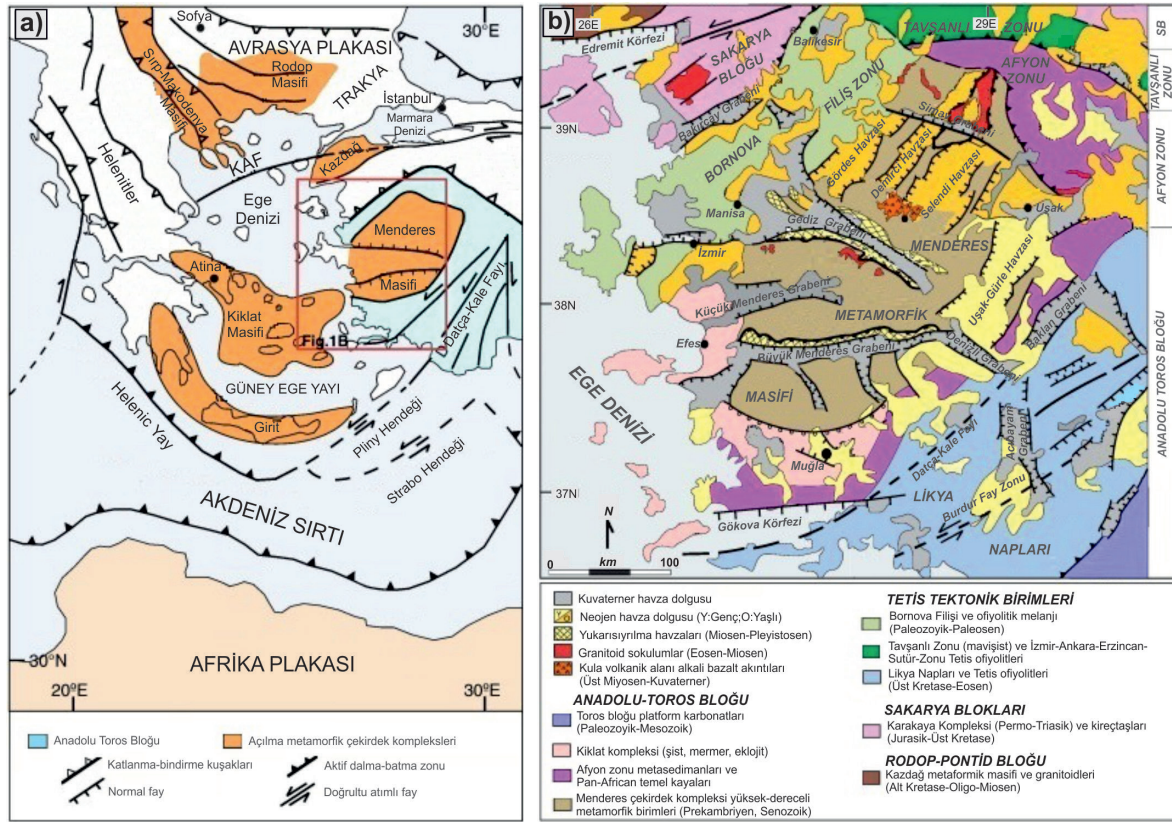 a)
Sofya
30°E
AVRASYA PLAKASI
Sırp-Makodenya
Masifi
Rodop
Masifi
TRAKYA
İstanbul
Marmara
Denizi
Helenitler
KAF
Kazdağ
Ege
Denizi
Menderes
Masifi
Atina
Kiklat
Masifi
Fig.1B
Datça-Kale Fayı
GÜNEY EGE YAYI
Helenic Yay
Girit
Pliny Hendeği
Strabo Hendeği
AKDENİZ SIRTI
AFRİKA PLAKASI
30°N
20°E
30°E
Anadolu Toros Bloğu
Açılma metamorfik çekirdek kompleksleri
Katlanma-bindirme kuşakları
Aktif dalma-batma zonu
Normal fay
Doğrultu atımlı fay
b)
26E
29E
TAVŞANLI ZONU
SB
Edremit Körfezi
SAKARYA
BLOĞU
Balıkesir
AFYON
ZONU
TAVŞANLI
ZONU
FİLİŞ ZONU
Bakırçay Grabeni
39N
BORNOVA
Gördes Havzası
Demirci Havzası
Selendi Havzası
AFYON ZONU
Manisa
Gediz Grabeni
Uşak
MENDERES
İzmir
Uşak-Gürle Havzası
38N
Küçük Menderes Grabeni
METAMORFİK
Baklan Grabeni
Efes
Büyük Menderes Grabeni
Denizli Grabeni
EGE DENİZİ
MASİFİ
ANADOLU TOROS BLOĞU
Acıbayam
Grabeni
Datça-Kale Fayı
Muğla
37N
LİKYA
Burdur Fay Zonu
Gökova Körfezi
N
NAPLARI
0 km 100
Kuvaterner havza dolgusu
Y O Neojen havza dolgusu (Y:Genç;O:Yaşlı)
Yukarısıyrılma havzaları (Miosen-Pleyistosen)
Granitoid sokulumlar (Eosen-Miosen)
Kula volkanik alanı alkali bazalt akıntıları
(Üst Miyosen-Kuvaterner)
ANADOLU-TOROS BLOĞU
Toros bloğu platform karbonatları
(Paleozoyik-Mesozoik)
Kiklat kompleksi (şist, mermer, eklojit)
Afyon zonu metasedimanları ve
Pan-African temel kayaları
Menderes çekirdek kompleksi yüksek-dereceli
metamorfik birimleri (Prekambriyen, Senozoik)
TETİS TEKTONİK BİRİMLERİ
Bornova Filişi ve ofiyolitik melanjı
(Paleozoyik-Paleosen)
Tavşanlı Zonu (mavişist) ve İzmir-Ankara-Erzincan-
Sutür-Zonu Tetis ofiyolitleri
Likya Napları ve Tetis ofiyolitleri
(Üst Kretase-Eosen)
SAKARYA BLOKLARI
Karakaya Kompleksi (Permo-Triasik) ve kireçtaşları
(Jurasik-Üst Kretase)
RODOP-PONTİD BLOĞU
Kazdağ metaformik masifi ve granitoidleri
(Alt Kretase-Oligo-Miosen)